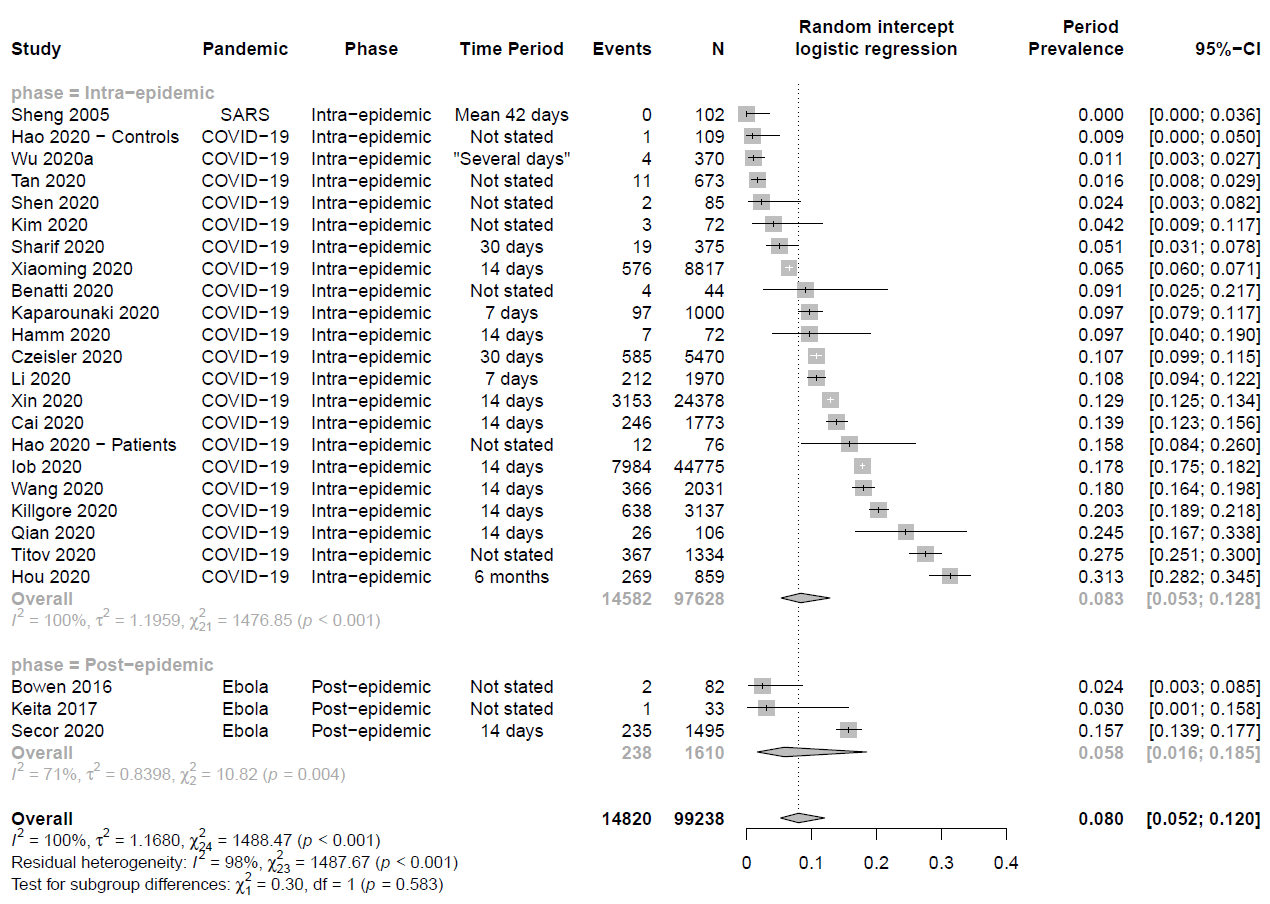 Random intercept Period
Study Pandemic Phase Time Period Events N logistic regression Prevalence 95%−CI
phase = Intra−epidemic
Sheng 2005 SARS Intra−epidemic Mean 42 days 0 102 0.000 [0.000; 0.036]
Hao 2020 − Controls COVID−19 Intra−epidemic Not stated 1 109 0.009 [0.000; 0.050]
Wu 2020a COVID−19 Intra−epidemic "Several days" 4 370 0.011 [0.003; 0.027]
Tan 2020 COVID−19 Intra−epidemic Not stated 11 673 0.016 [0.008; 0.029]
Shen 2020 COVID−19 Intra−epidemic Not stated 2 85 0.024 [0.003; 0.082]
Kim 2020 COVID−19 Intra−epidemic Not stated 3 72 0.042 [0.009; 0.117]
Sharif 2020 COVID−19 Intra−epidemic 30 days 19 375 0.051 [0.031; 0.078]
Xiaoming 2020 COVID−19 Intra−epidemic 14 days 576 8817 0.065 [0.060; 0.071]
Benatti 2020 COVID−19 Intra−epidemic Not stated 4 44 0.091 [0.025; 0.217]
Kaparounaki 2020 COVID−19 Intra−epidemic 7 days 97 1000 0.097 [0.079; 0.117]
Hamm 2020 COVID−19 Intra−epidemic 14 days 7 72 0.097 [0.040; 0.190]
Czeisler 2020 COVID−19 Intra−epidemic 30 days 585 5470 0.107 [0.099; 0.115]
Li 2020 COVID−19 Intra−epidemic 7 days 212 1970 0.108 [0.094; 0.122]
Xin 2020 COVID−19 Intra−epidemic 14 days 3153 24378 0.129 [0.125; 0.134]
Cai 2020 COVID−19 Intra−epidemic 14 days 246 1773 0.139 [0.123; 0.156]
Hao 2020 − Patients COVID−19 Intra−epidemic Not stated 12 76 0.158 [0.084; 0.260]
Iob 2020 COVID−19 Intra−epidemic 14 days 7984 44775 0.178 [0.175; 0.182]
Wang 2020 COVID−19 Intra−epidemic 14 days 366 2031 0.180 [0.164; 0.198]
Killgore 2020 COVID−19 Intra−epidemic 14 days 638 3137 0.203 [0.189; 0.218]
Qian 2020 COVID−19 Intra−epidemic 14 days 26 106 0.245 [0.167; 0.338]
Titov 2020 COVID−19 Intra−epidemic Not stated 367 1334 0.275 [0.251; 0.300]
Hou 2020 COVID−19 Intra−epidemic 6 months 269 859 0.313 [0.282; 0.345]
Overall 14582 97628 0.083 [0.053; 0.128]
I² = 100%, τ² = 1.1959, χ²₂₁ = 1476.85 (p < 0.001)
phase = Post−epidemic
Bowen 2016 Ebola Post−epidemic Not stated 2 82 0.024 [0.003; 0.085]
Keita 2017 Ebola Post−epidemic Not stated 1 33 0.030 [0.001; 0.158]
Secor 2020 Ebola Post−epidemic 14 days 235 1495 0.157 [0.139; 0.177]
Overall 238 1610 0.058 [0.016; 0.185]
I² = 71%, τ² = 0.8398, χ²₂ = 10.82 (p = 0.004)
Overall 14820 99238 0.080 [0.052; 0.120]
I² = 100%, τ² = 1.1680, χ²₂₄ = 1488.47 (p < 0.001)
Residual heterogeneity: I² = 98%, χ²₂₃ = 1487.67 (p < 0.001)
0 0.1 0.2 0.3 0.4
Test for subgroup differences: χ²₁ = 0.30, df = 1 (p = 0.583)